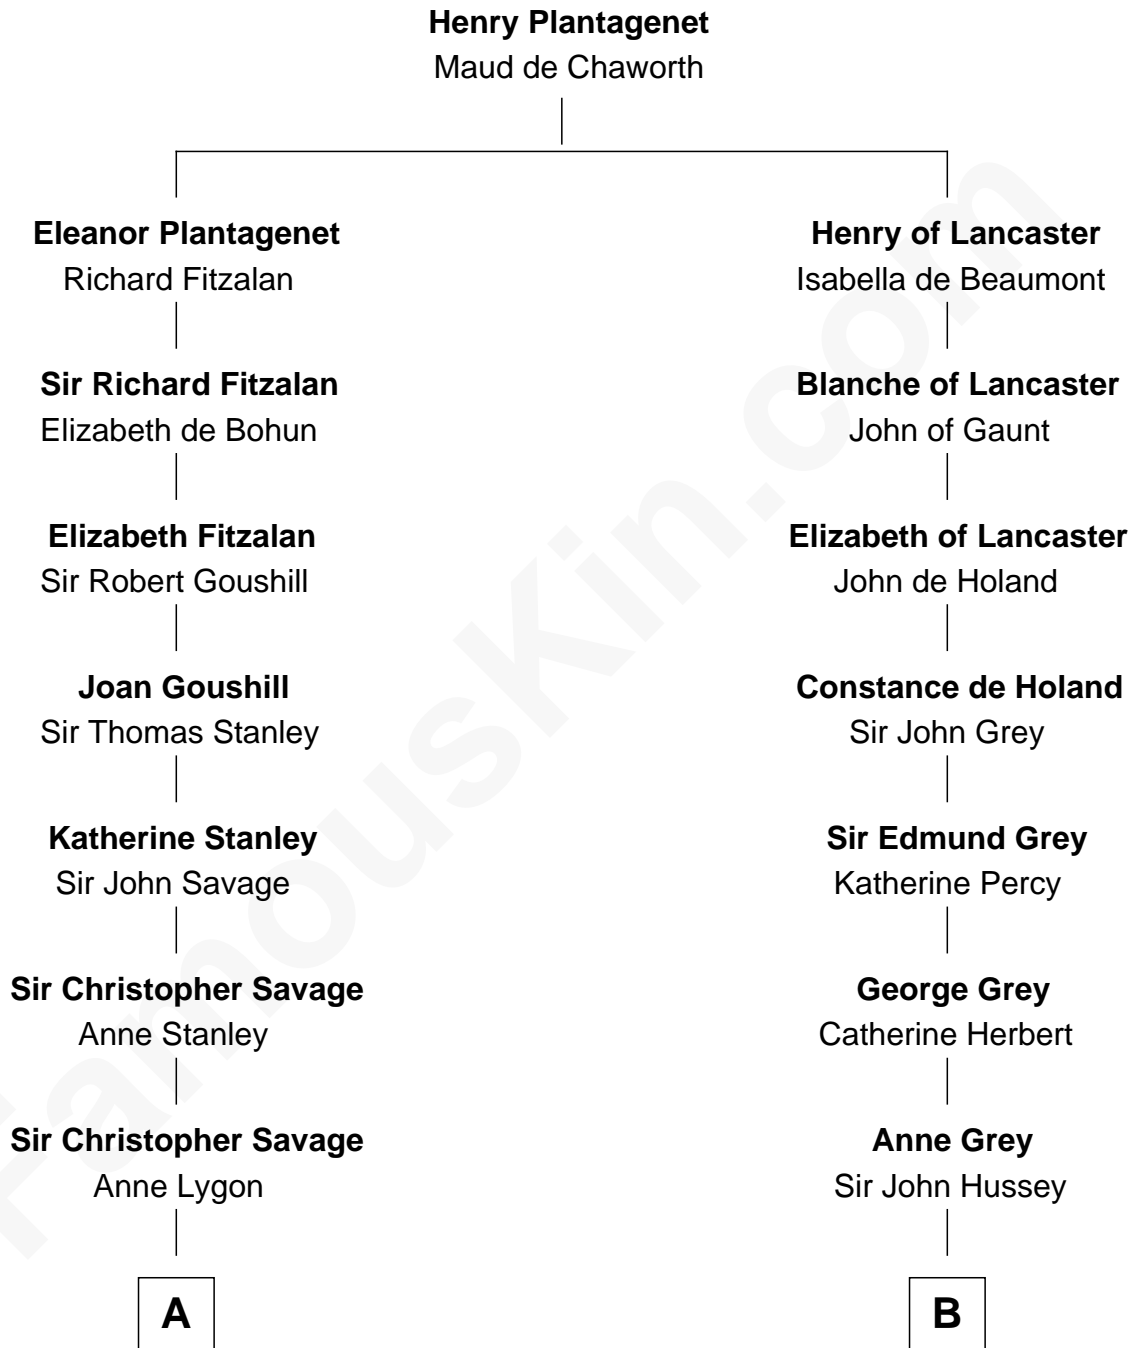 Henry Plantagenet
Maud de Chaworth
Eleanor Plantagenet
Richard Fitzalan
Henry of Lancaster
Isabella de Beaumont
Sir Richard Fitzalan
Elizabeth de Bohun
Blanche of Lancaster
John of Gaunt
Elizabeth Fitzalan
Sir Robert Goushill
Elizabeth of Lancaster
John de Holand
Joan Goushill
Sir Thomas Stanley
Constance de Holand
Sir John Grey
Katherine Stanley
Sir John Savage
Sir Edmund Grey
Katherine Percy
Sir Christopher Savage
Anne Stanley
George Grey
Catherine Herbert
Sir Christopher Savage
Anne Lygon
Anne Grey
Sir John Hussey
A
B
FamousKin.com